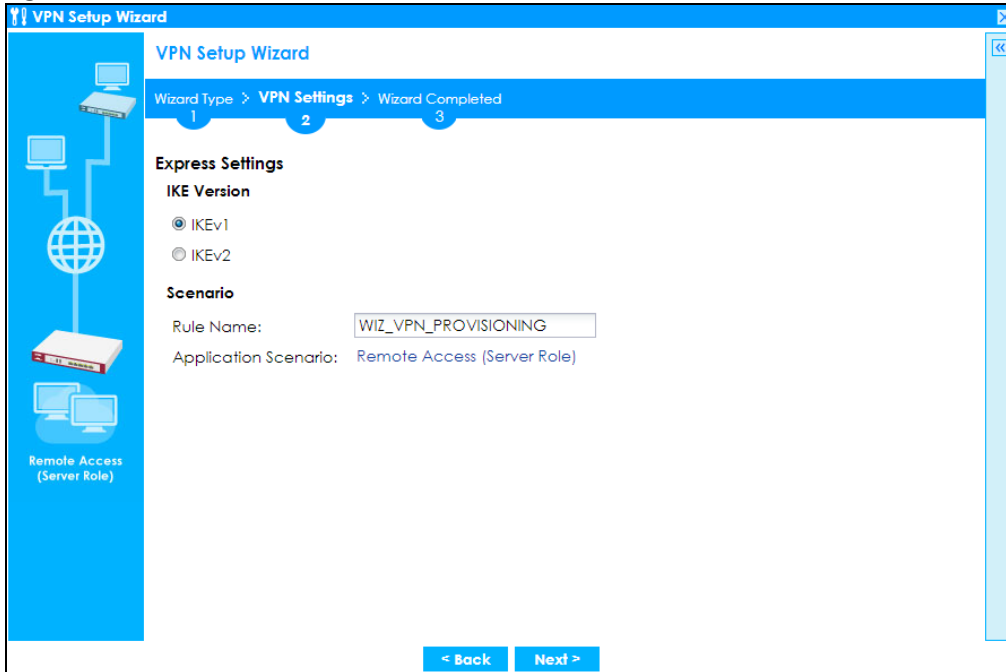 VPN Setup Wizard
VPN Setup Wizard
Wizard Type > VPN Settings > Wizard Completed
1 2 3
Express Settings
IKE Version
IKEv1
IKEv2
Scenario
Rule Name: WIZ_VPN_PROVISIONING
Application Scenario: Remote Access (Server Role)
Remote Access
(Server Role)
< Back Next >